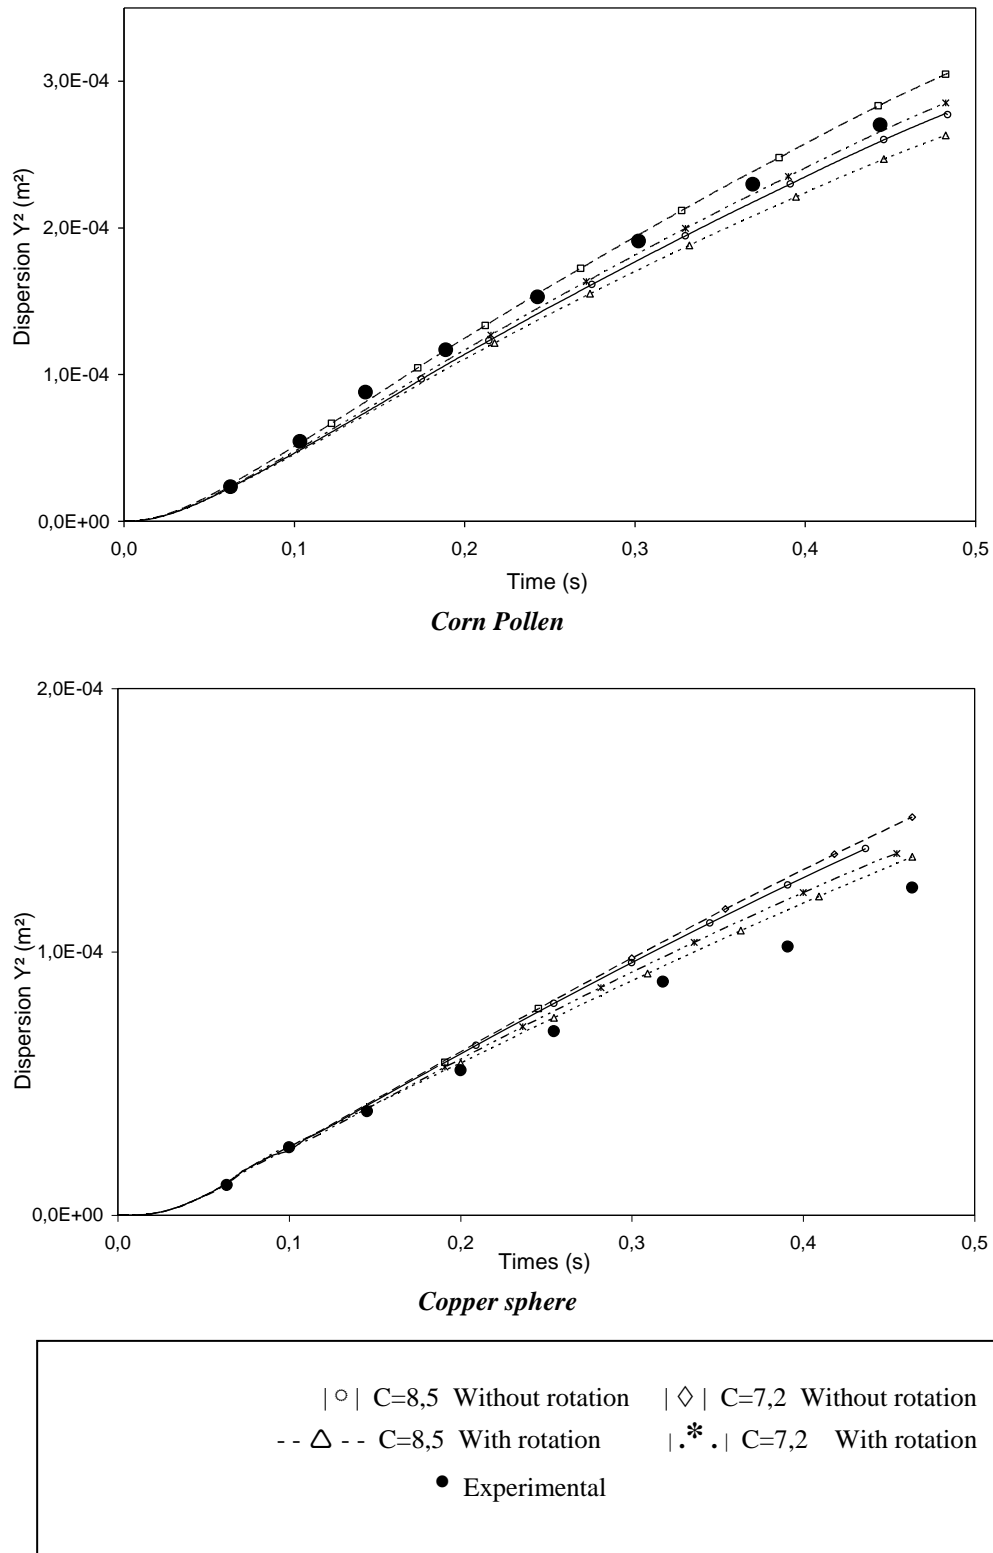 3,0E-04
2,0E-04
1,0E-04
0,0E+00
Dispersion Y² (m²)
0,0 0,1 0,2 0,3 0,4 0,5
Time (s)
Corn Pollen
2,0E-04
1,0E-04
0,0E+00
Dispersion Y² (m²)
0,0 0,1 0,2 0,3 0,4 0,5
Times (s)
Copper sphere
C=8,5 Without rotation C=7,2 Without rotation
C=8,5 With rotation C=7,2 With rotation
Experimental